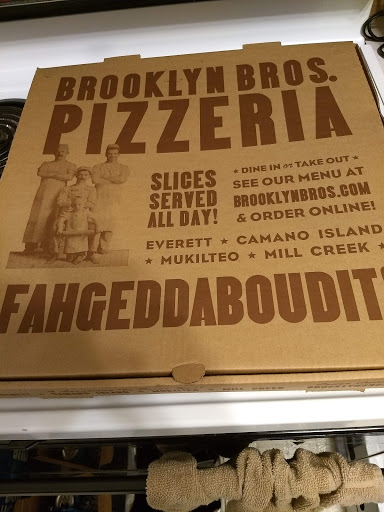 BROOKLYN BROS.
PIZZERIA
SLICES
SERVED
ALL DAY!
★ DINE IN or TAKE OUT ★
SEE OUR MENU AT
BROOKLYNBROS.COM
& ORDER ONLINE!
EVERETT ★ CAMANO ISLAND
★ MUKILTEO ★ MILL CREEK ★
FAHGEDDABOUDIT